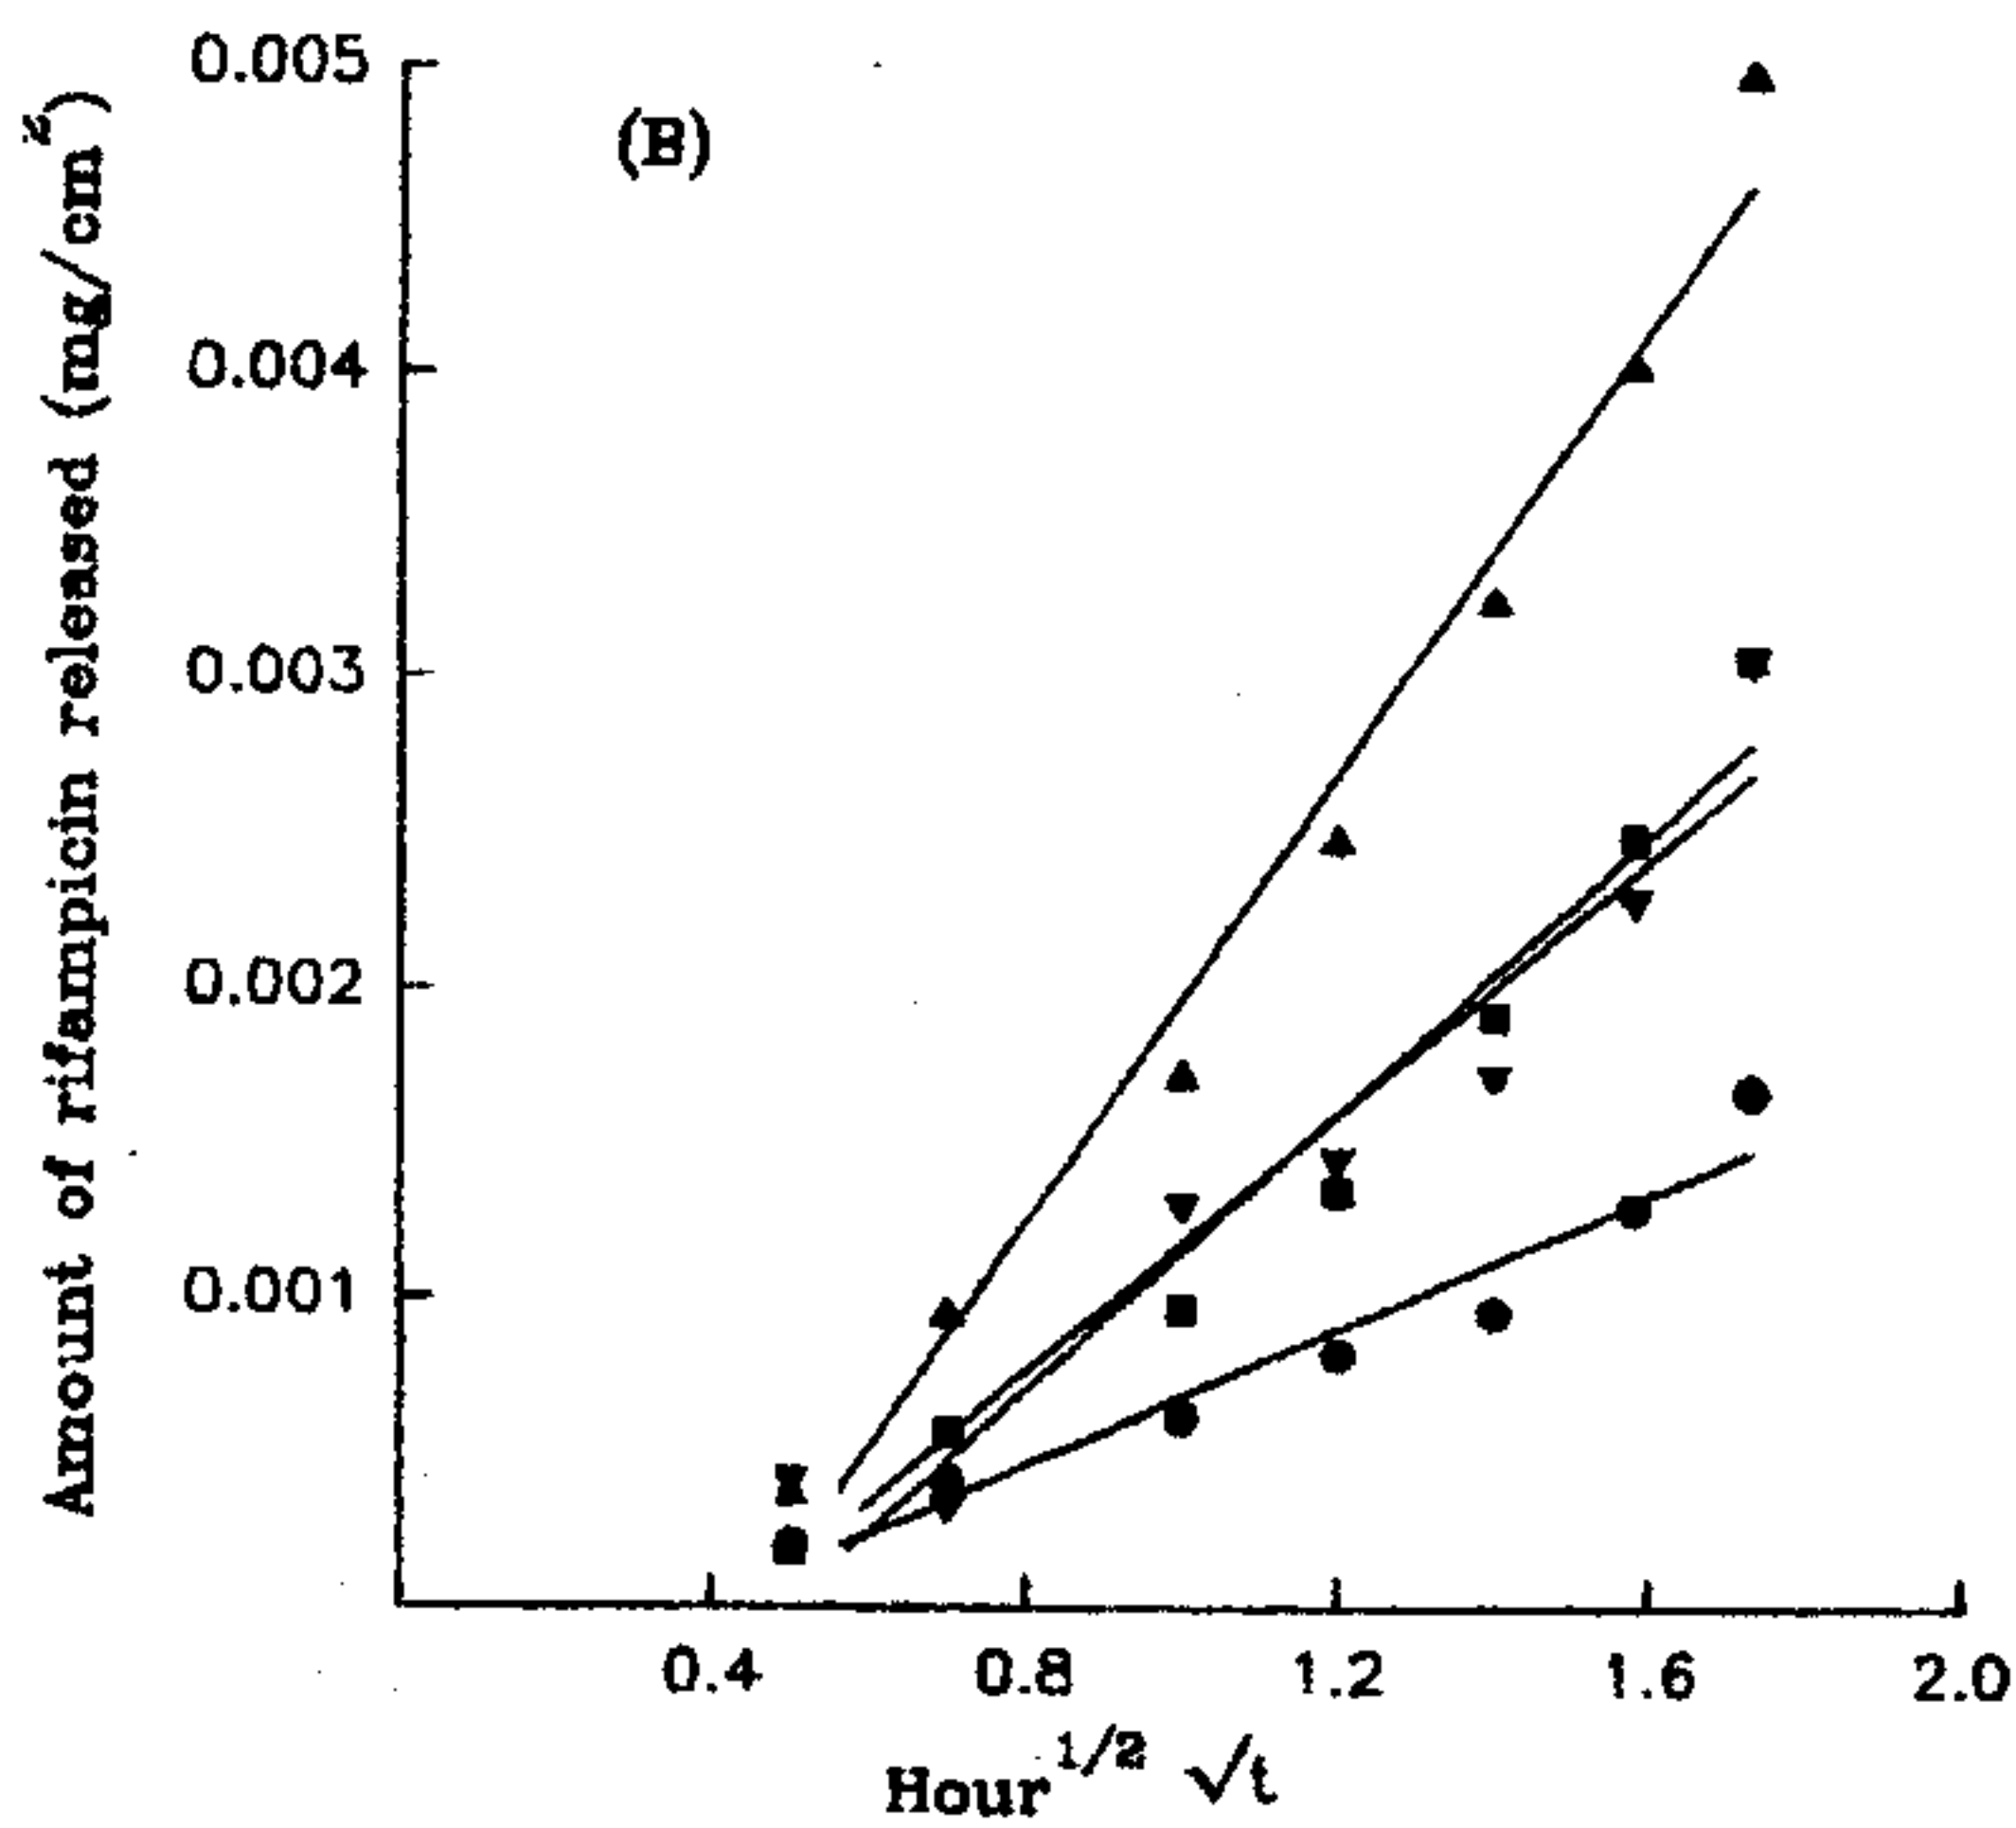 Amount of rifampicin released (mg/cm²)
(B)
0.005
0.004
0.003
0.002
0.001
0.4 0.8 1.2 1.6 2.0
Hour^1/2 √t